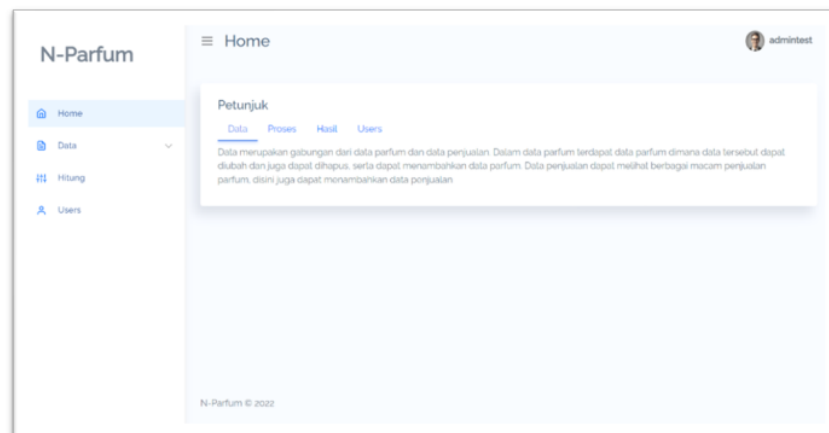 N-Parfum
Home
admintest
Home
Data
Hitung
Users
Petunjuk
Data Proses Hasil Users
Data merupakan gabungan dari data parfum dan data penjualan. Dalam data parfum terdapat data parfum dimana data tersebut dapat
diubah dan juga dapat dihapus, serta dapat menambahkan data parfum. Data penjualan dapat melihat berbagai macam penjualan
parfum, disini juga dapat menambahkan data penjualan
N-Parfum © 2022